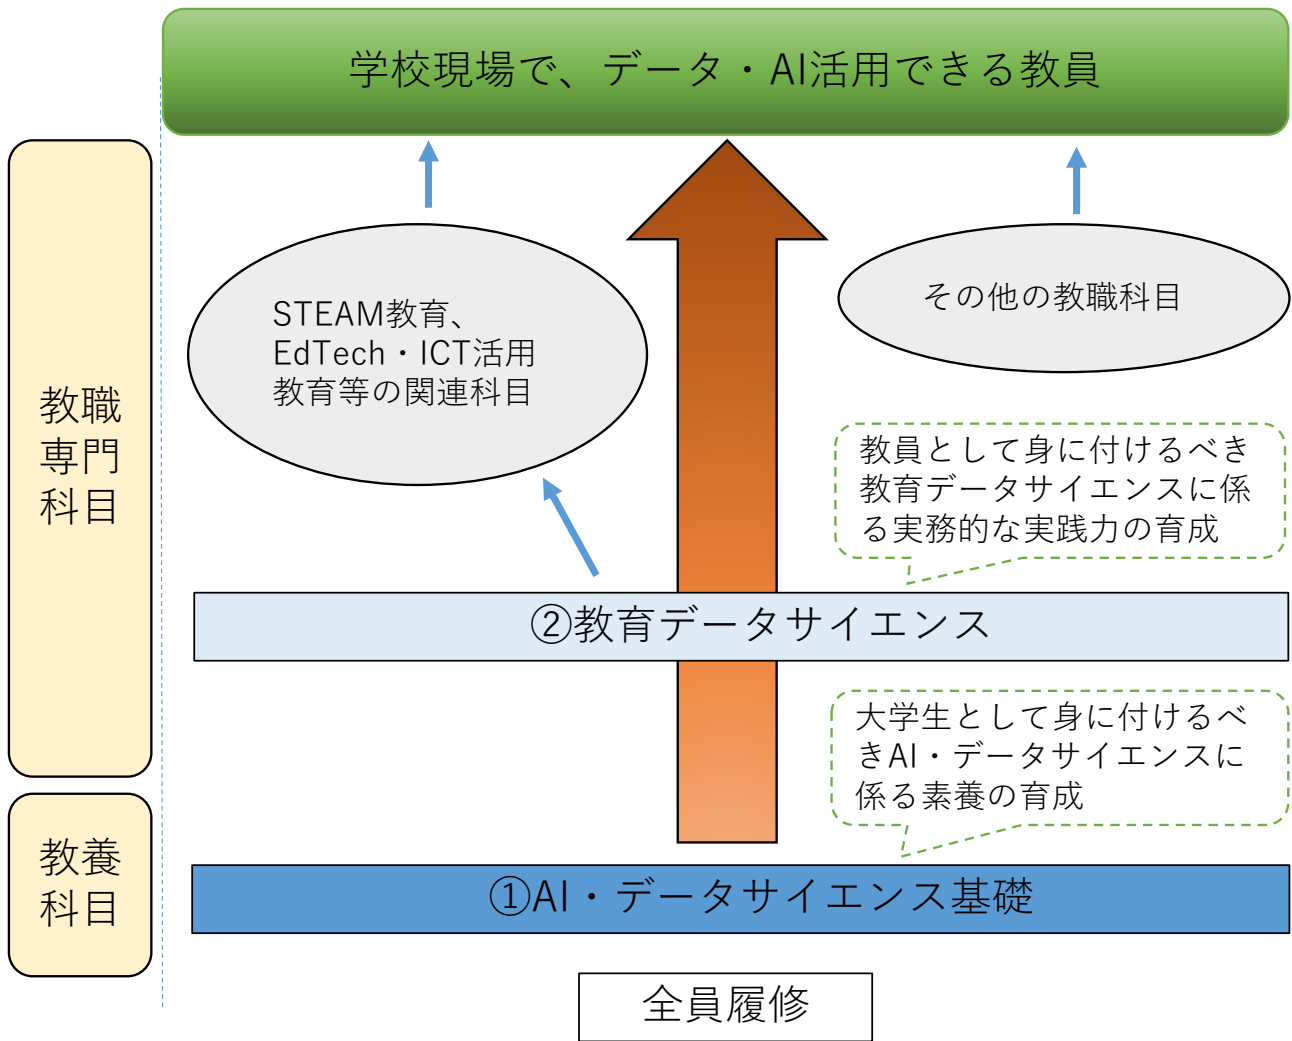 学校現場で、データ・AI活用できる教員
教職
専門
科目
STEAM教育、
EdTech・ICT活用
教育等の関連科目
その他の教職科目
教員として身に付けるべき
教育データサイエンスに係
る実務的な実践力の育成
②教育データサイエンス
大学生として身に付けるべ
きAI・データサイエンスに
係る素養の育成
教養
科目
①AI・データサイエンス基礎
全員履修